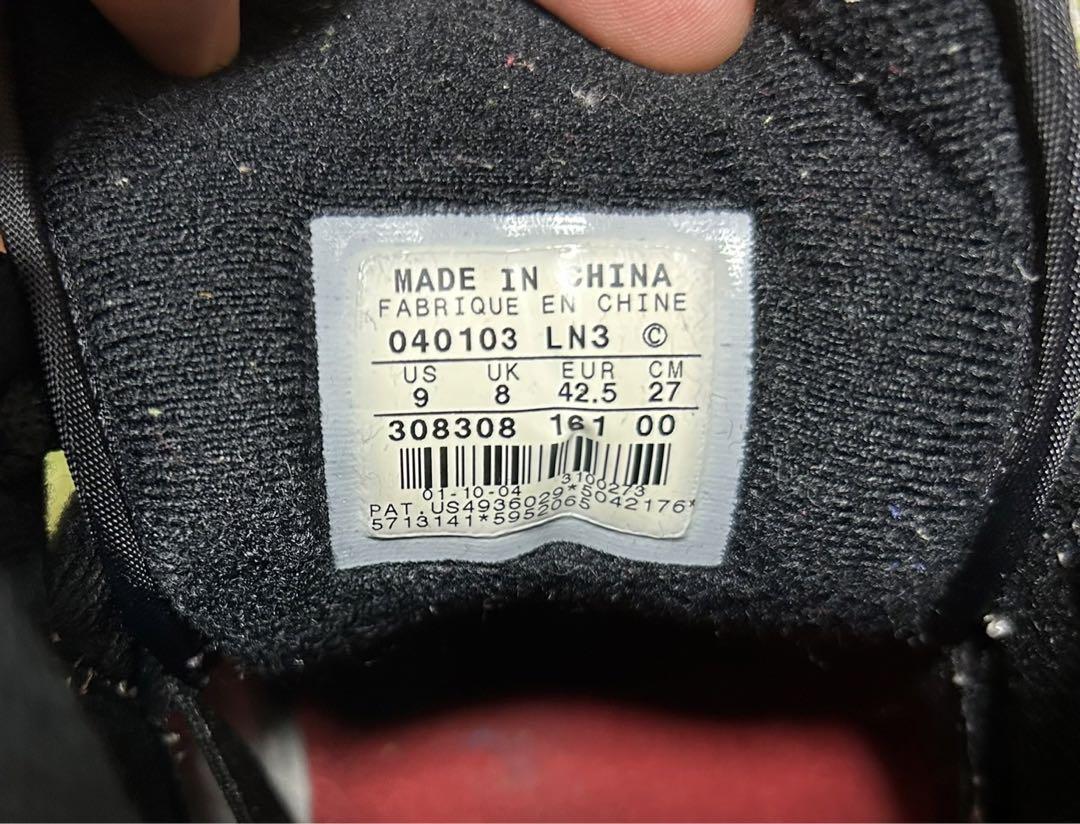 MADE IN CHINA
FABRIQUE EN CHINE
040103 LN3 ©
US UK EUR CM
9 8 42.5 27
308308 161 00
01-10-04 3100273
PAT.US4936029*5042176*
5713141*5952065